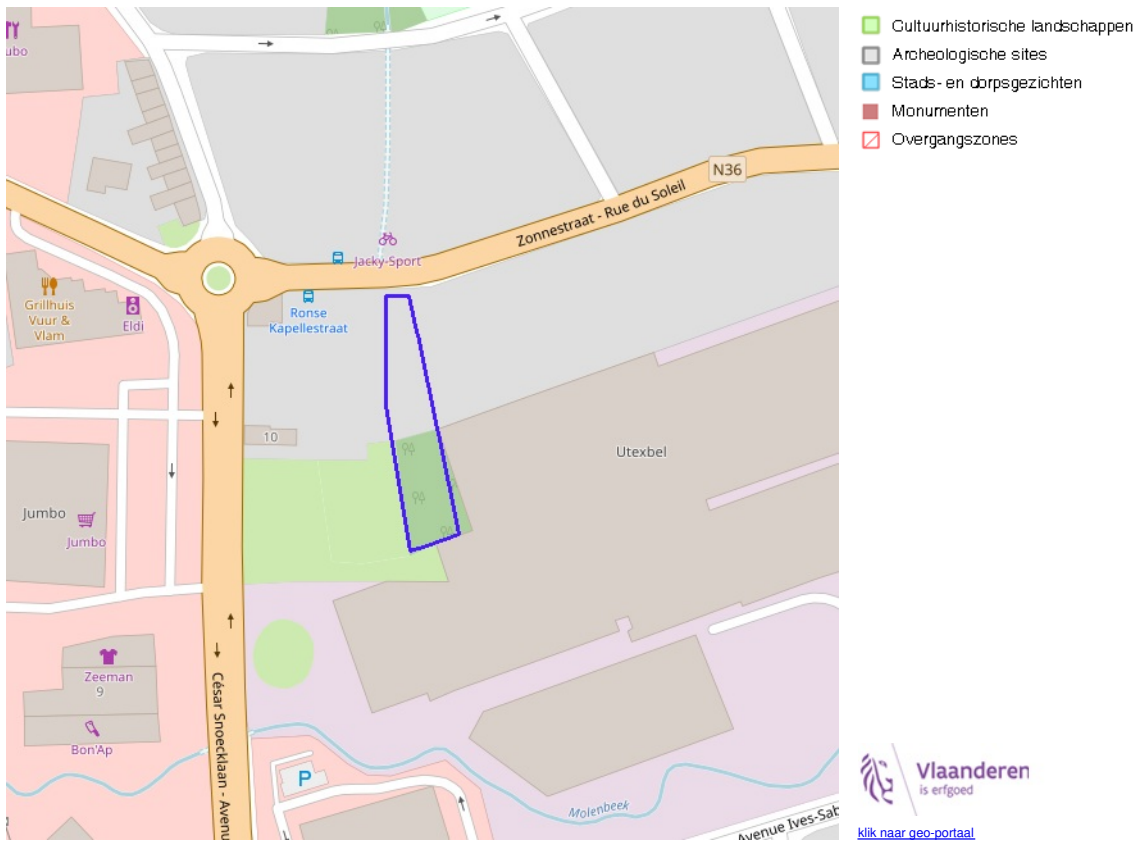 ubo
N36
Zonnestraat - Rue du Soleil
Jacky-Sport
Grillhuis
Vuur &
Vlam
Eldi
Ronse
Kapellestraat
10
Utexbel
Jumbo
Jumbo
Zeeman
9
Bon'Ap
César Snoecklaan - Avenu
P
Molenbeek
Avenue Ives-Sab
Cultuurhistorische landschappen
Archeologische sites
Stads- en dorpsgezichten
Monumenten
Overgangszones
Vlaanderen
is erfgoed
klik naar geo-portaal